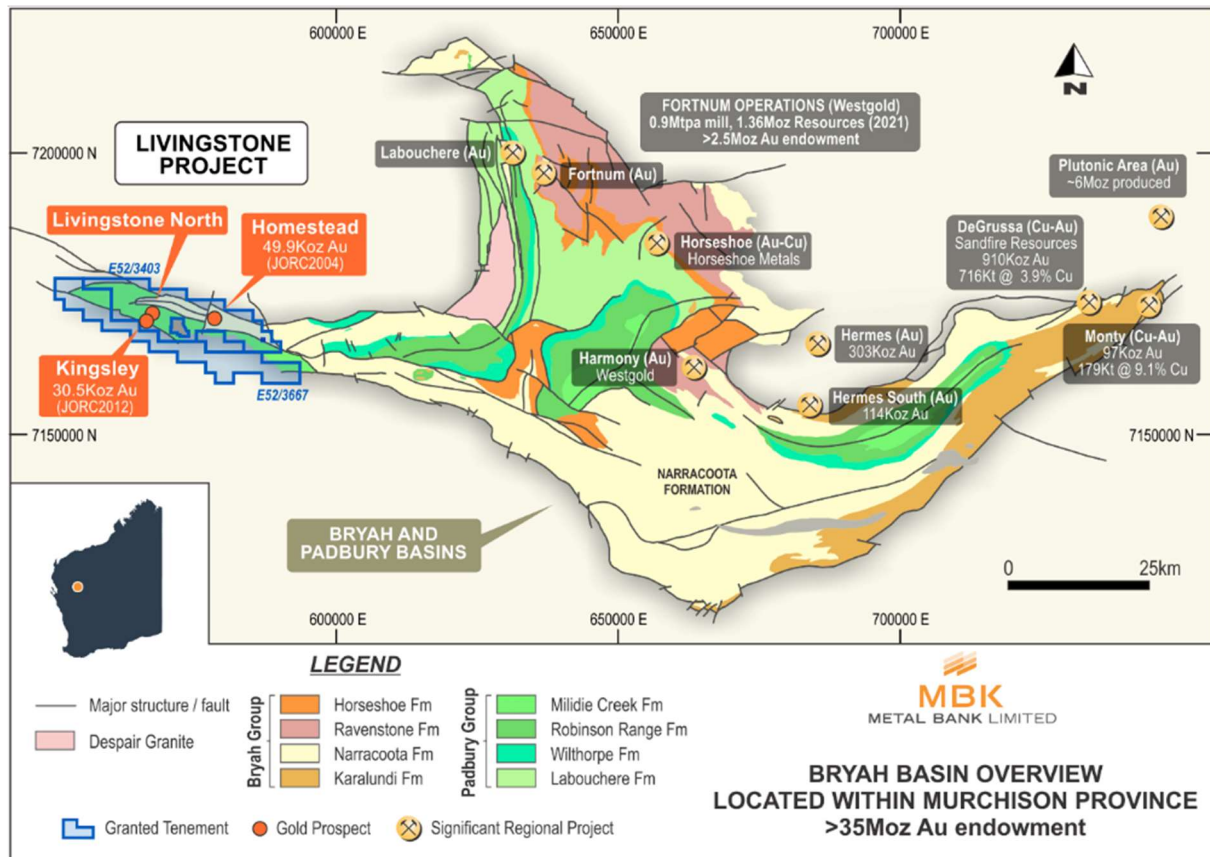 600000 E
650000 E
700000 E
N
FORTNUM OPERATIONS (Westgold)
0.9Mtpa mill, 1.36Moz Resources (2021)
>2.5Moz Au endowment
7200000 N
LIVINGSTONE
PROJECT
Labouchere (Au)
Fortnum (Au)
Plutonic Area (Au)
~6Moz produced
Livingstone North
Homestead
49.9Koz Au
(JORC2004)
E52/3403
Horseshoe (Au-Cu)
Horseshoe Metals
DeGrussa (Cu-Au)
Sandfire Resources
910Koz Au
716Kt @ 3.9% Cu
Kingsley
30.5Koz Au
(JORC2012)
E52/3667
Harmony (Au)
Westgold
Hermes (Au)
303Koz Au
Monty (Cu-Au)
97Koz Au
179Kt @ 9.1% Cu
Hermes South (Au)
114Koz Au
7150000 N
7150000 N
NARRACOOTA
FORMATION
BRYAH AND
PADBURY BASINS
0
25km
600000 E
650000 E
700000 E
LEGEND
Major structure / fault
Despair Granite
Bryah Group
Horseshoe Fm
Ravenstone Fm
Narracoota Fm
Karalundi Fm
Padbury Group
Milidie Creek Fm
Robinson Range Fm
Wilthorpe Fm
Labouchere Fm
Granted Tenement
Gold Prospect
Significant Regional Project
MBK
METAL BANK LIMITED
BRYAH BASIN OVERVIEW
LOCATED WITHIN MURCHISON PROVINCE
>35Moz Au endowment